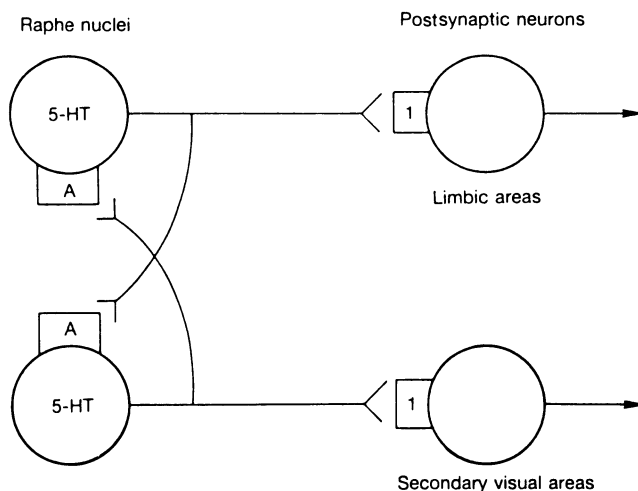 Raphe nuclei
Postsynaptic neurons
5-HT
1
A
Limbic areas
A
5-HT
1
Secondary visual areas